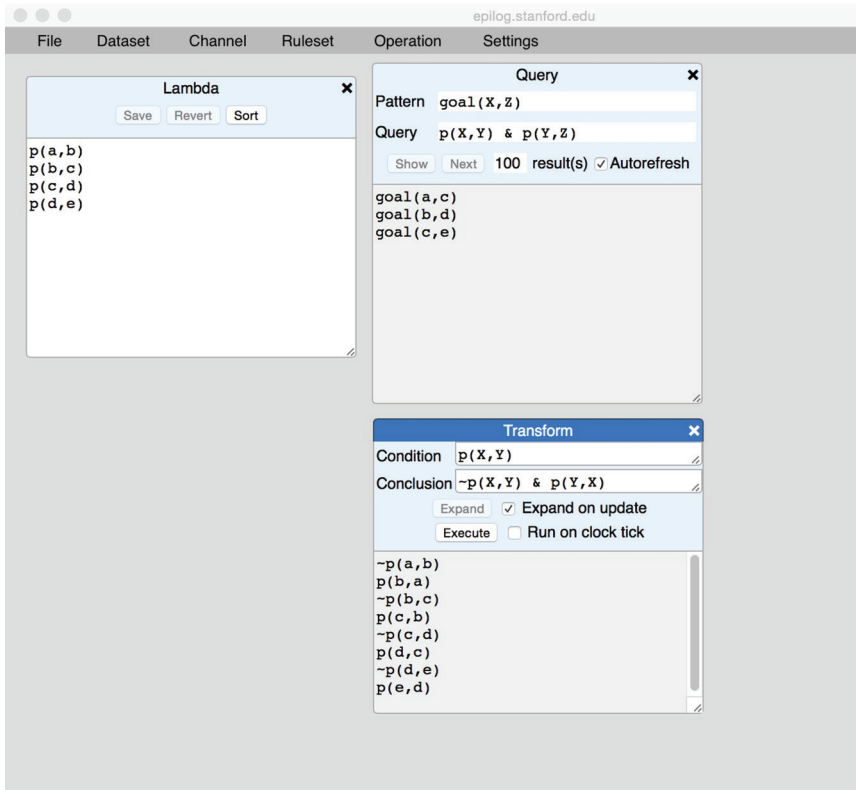 epilog.stanford.edu
File Dataset Channel Ruleset Operation Settings
Lambda
Save Revert Sort
p(a,b)
p(b,c)
p(c,d)
p(d,e)
Query
Pattern goal(X,Z)
Query p(X,Y) & p(Y,Z)
Show Next 100 result(s) Autorefresh
goal(a,c)
goal(b,d)
goal(c,e)
Transform
Condition p(X,Y)
Conclusion ~p(X,Y) & p(Y,X)
Expand Expand on update
Execute Run on clock tick
~p(a,b)
p(b,a)
~p(b,c)
p(c,b)
~p(c,d)
p(d,c)
~p(d,e)
p(e,d)